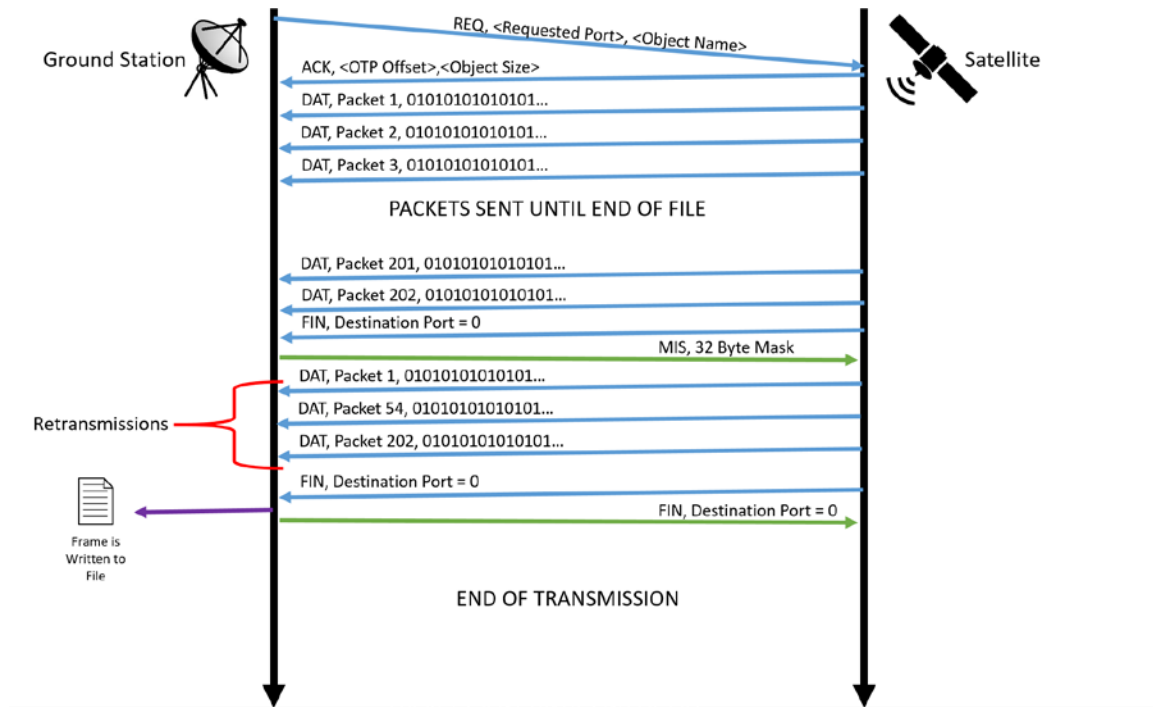 REQ, <Requested Port>, <Object Name>
Ground Station
Satellite
ACK, <OTP Offset>,<Object Size>
DAT, Packet 1, 01010101010101...
DAT, Packet 2, 01010101010101...
DAT, Packet 3, 01010101010101...
PACKETS SENT UNTIL END OF FILE
DAT, Packet 201, 01010101010101...
DAT, Packet 202, 01010101010101...
FIN, Destination Port = 0
MIS, 32 Byte Mask
DAT, Packet 1, 01010101010101...
DAT, Packet 54, 01010101010101...
Retransmissions
DAT, Packet 202, 01010101010101...
FIN, Destination Port = 0
FIN, Destination Port = 0
Frame is
Written to
File
END OF TRANSMISSION